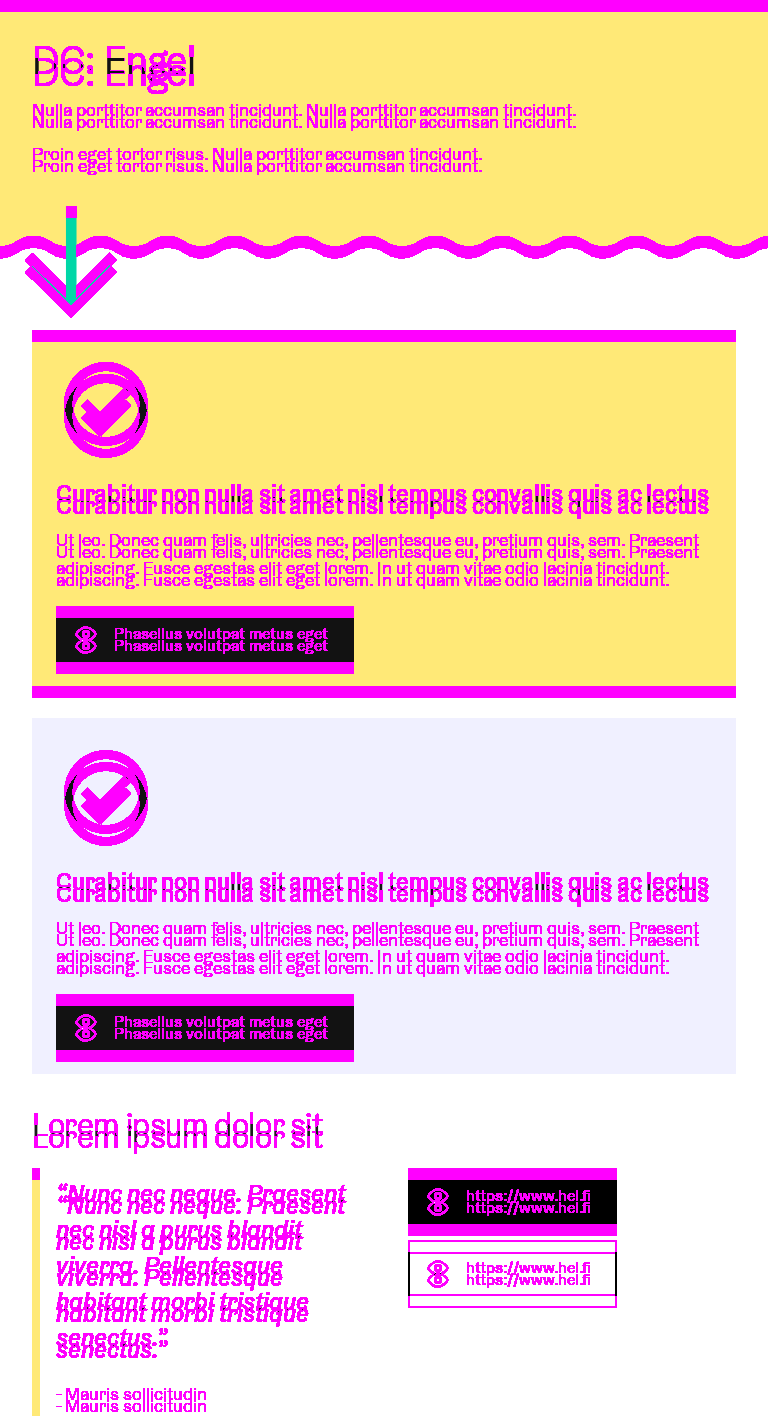 DC: Engel
Nulla porttitor accumsan tincidunt. Nulla porttitor accumsan tincidunt.
Proin eget tortor risus. Nulla porttitor accumsan tincidunt.
Curabitur non nulla sit amet nisl tempus convallis quis ac lectus
Ut leo. Donec quam felis, ultricies nec, pellentesque eu, pretium quis, sem. Praesent
adipiscing. Fusce egestas elit eget lorem. In ut quam vitae odio lacinia tincidunt.
Phasellus volutpat metus eget
Curabitur non nulla sit amet nisl tempus convallis quis ac lectus
Ut leo. Donec quam felis, ultricies nec, pellentesque eu, pretium quis, sem. Praesent
adipiscing. Fusce egestas elit eget lorem. In ut quam vitae odio lacinia tincidunt.
Phasellus volutpat metus eget
Lorem ipsum dolor sit
“Nunc nec neque. Praesent
nec nisl a purus blandit
viverra. Pellentesque
habitant morbi tristique
senectus.”
- Mauris sollicitudin
https://www.hel.fi
https://www.hel.fi